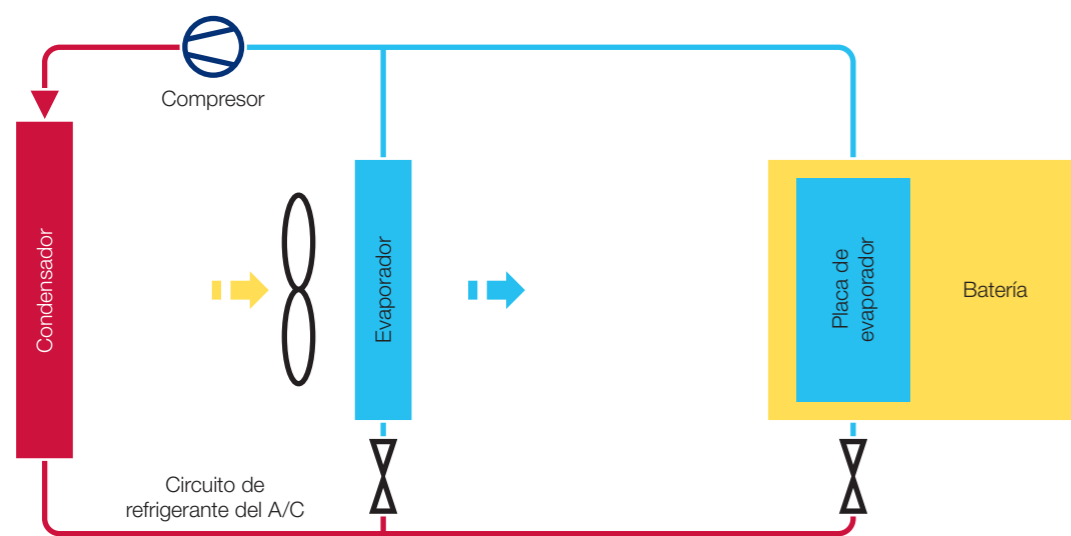 Compresor
Condensador
Evaporador
Placa de
evaporador
Batería
Circuito de
refrigerante del A/C